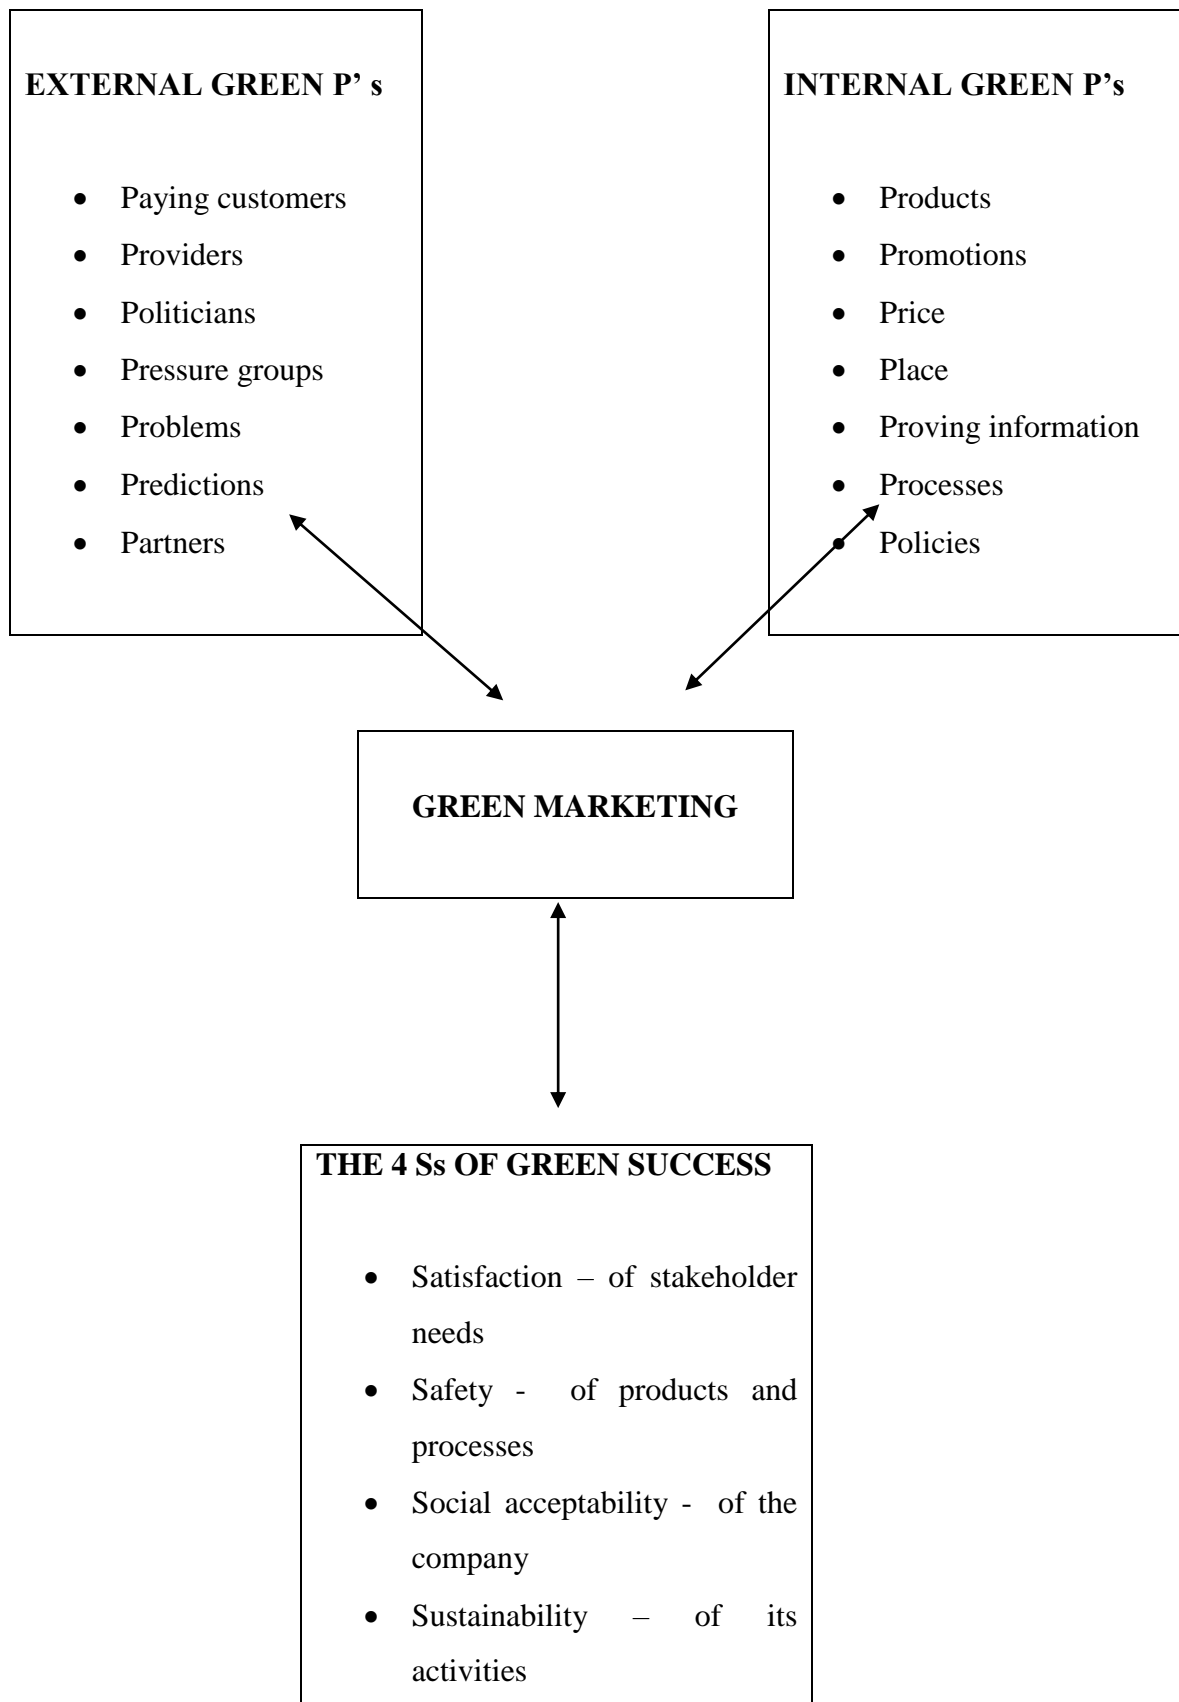 EXTERNAL GREEN P’ s
• Paying customers
• Providers
• Politicians
• Pressure groups
• Problems
• Predictions
• Partners
INTERNAL GREEN P’s
• Products
• Promotions
• Price
• Place
• Proving information
• Processes
• Policies
GREEN MARKETING
THE 4 Ss OF GREEN SUCCESS
• Satisfaction – of stakeholder
needs
• Safety - of products and
processes
• Social acceptability - of the
company
• Sustainability – of its
activities